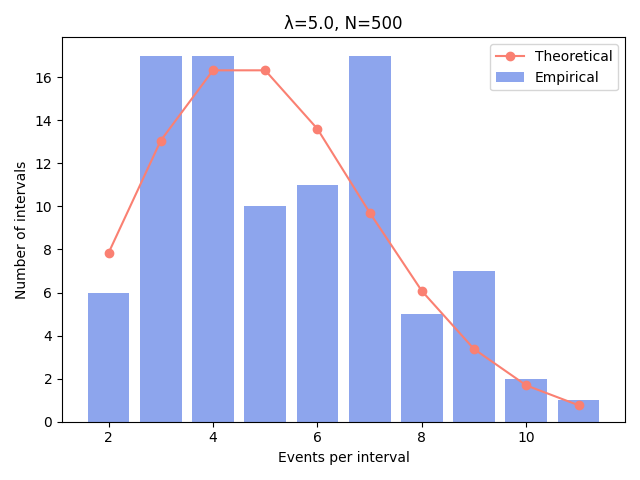 λ=5.0, N=500
Theoretical
Empirical
Number of intervals
16
14
12
10
8
6
4
2
0
2 4 6 8 10
Events per interval